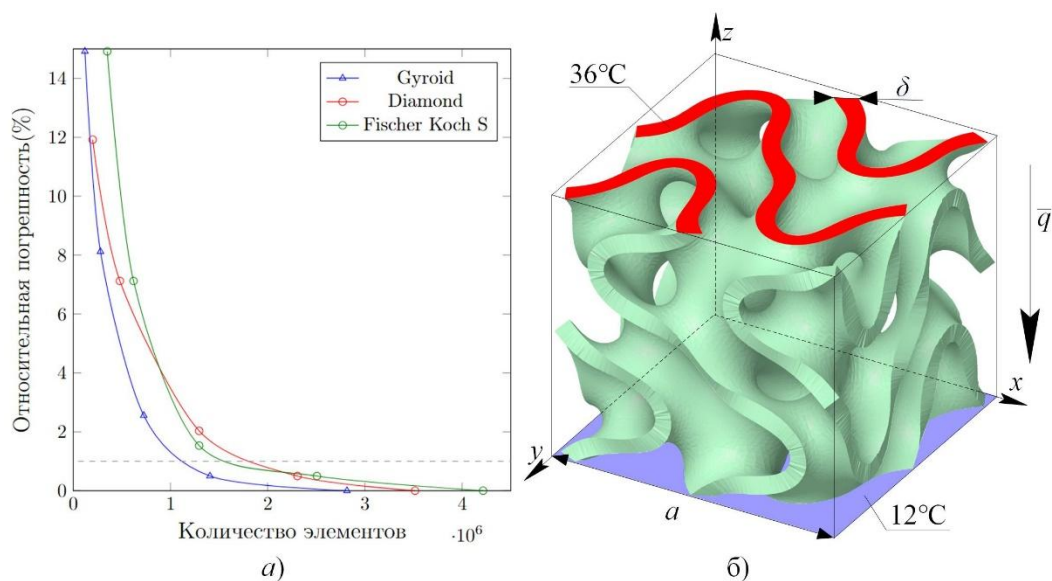 14
12
10
8
6
4
2
0
Относительная погрешность(%)
Gyroid
Diamond
Fischer Koch S
0
1
2
3
4
·10⁶
Количество элементов
а)
z
36°C
δ
q̅
x
y
a
12°C
б)